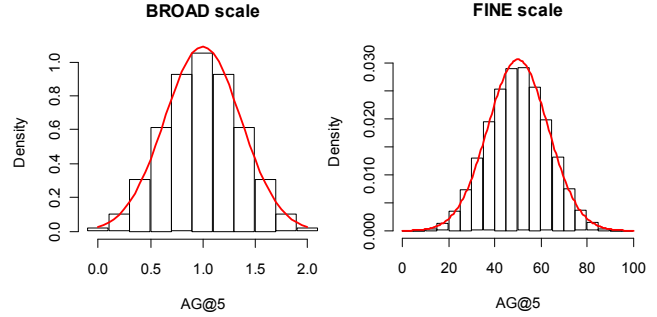 BROAD scale
Density
0.0 0.2 0.4 0.6 0.8 1.0
0.0 0.5 1.0 1.5 2.0
AG@5
FINE scale
Density
0.000 0.010 0.020 0.030
0 20 40 60 80 100
AG@5